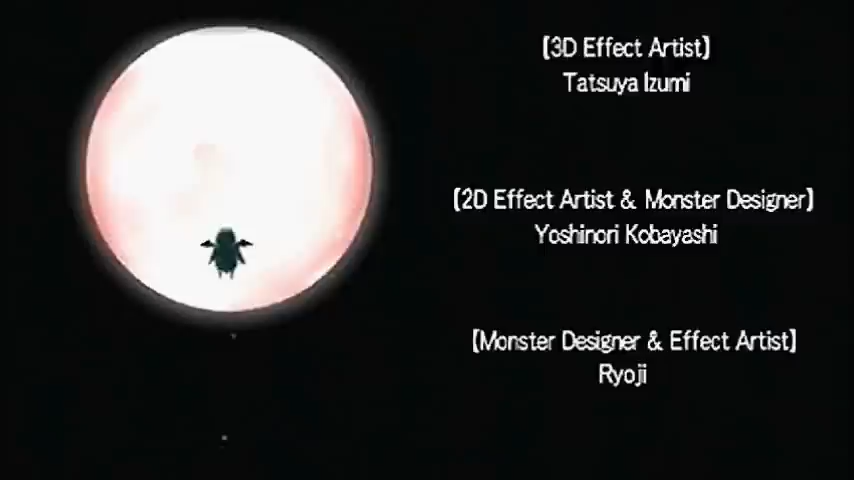 【3D Effect Artist】
Tatsuya Izumi
【2D Effect Artist & Monster Designer】
Yoshinori Kobayashi
【Monster Designer & Effect Artist】
Ryoji